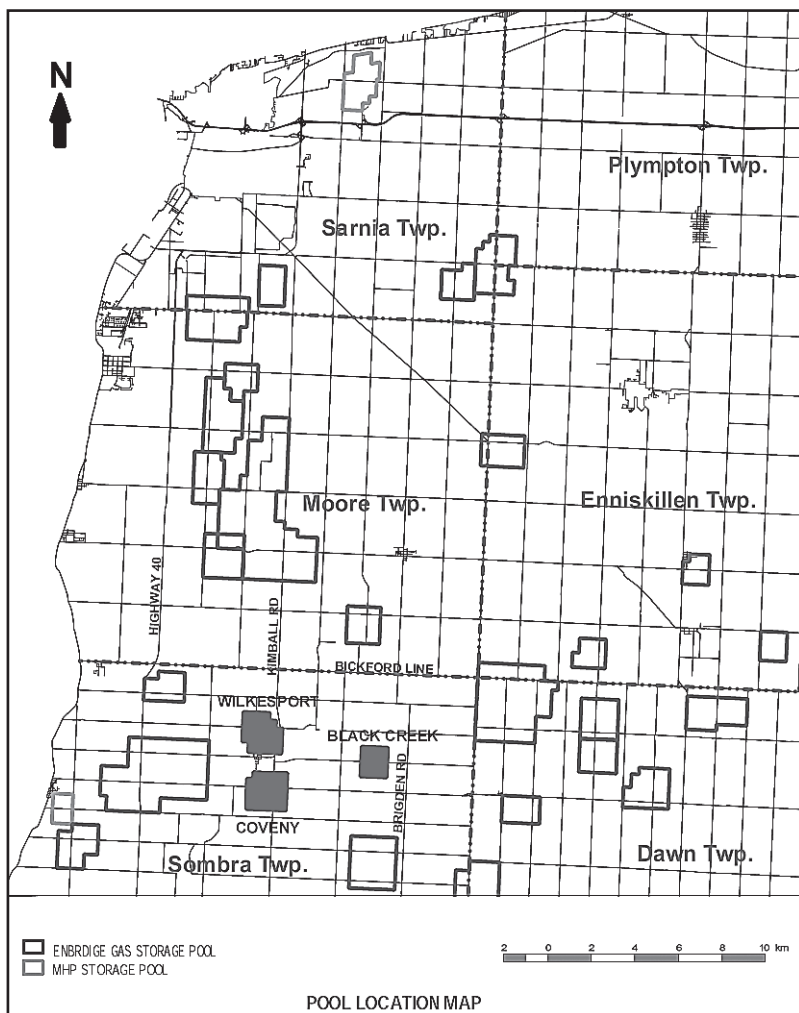 N
Plympton Twp.
Sarnia Twp.
Moore Twp.
Enniskillen Twp.
HIGHWAY 40
KIMBALL RD
BICKFORD LINE
WILKESPORT
BLACK CREEK
BRIGDEN RD
COVENY
Sombra Twp.
Dawn Twp.
ENBRDIGE GAS STORAGE POOL
MHP STORAGE POOL
2 0 2 4 6 8 10 km
POOL LOCATION MAP